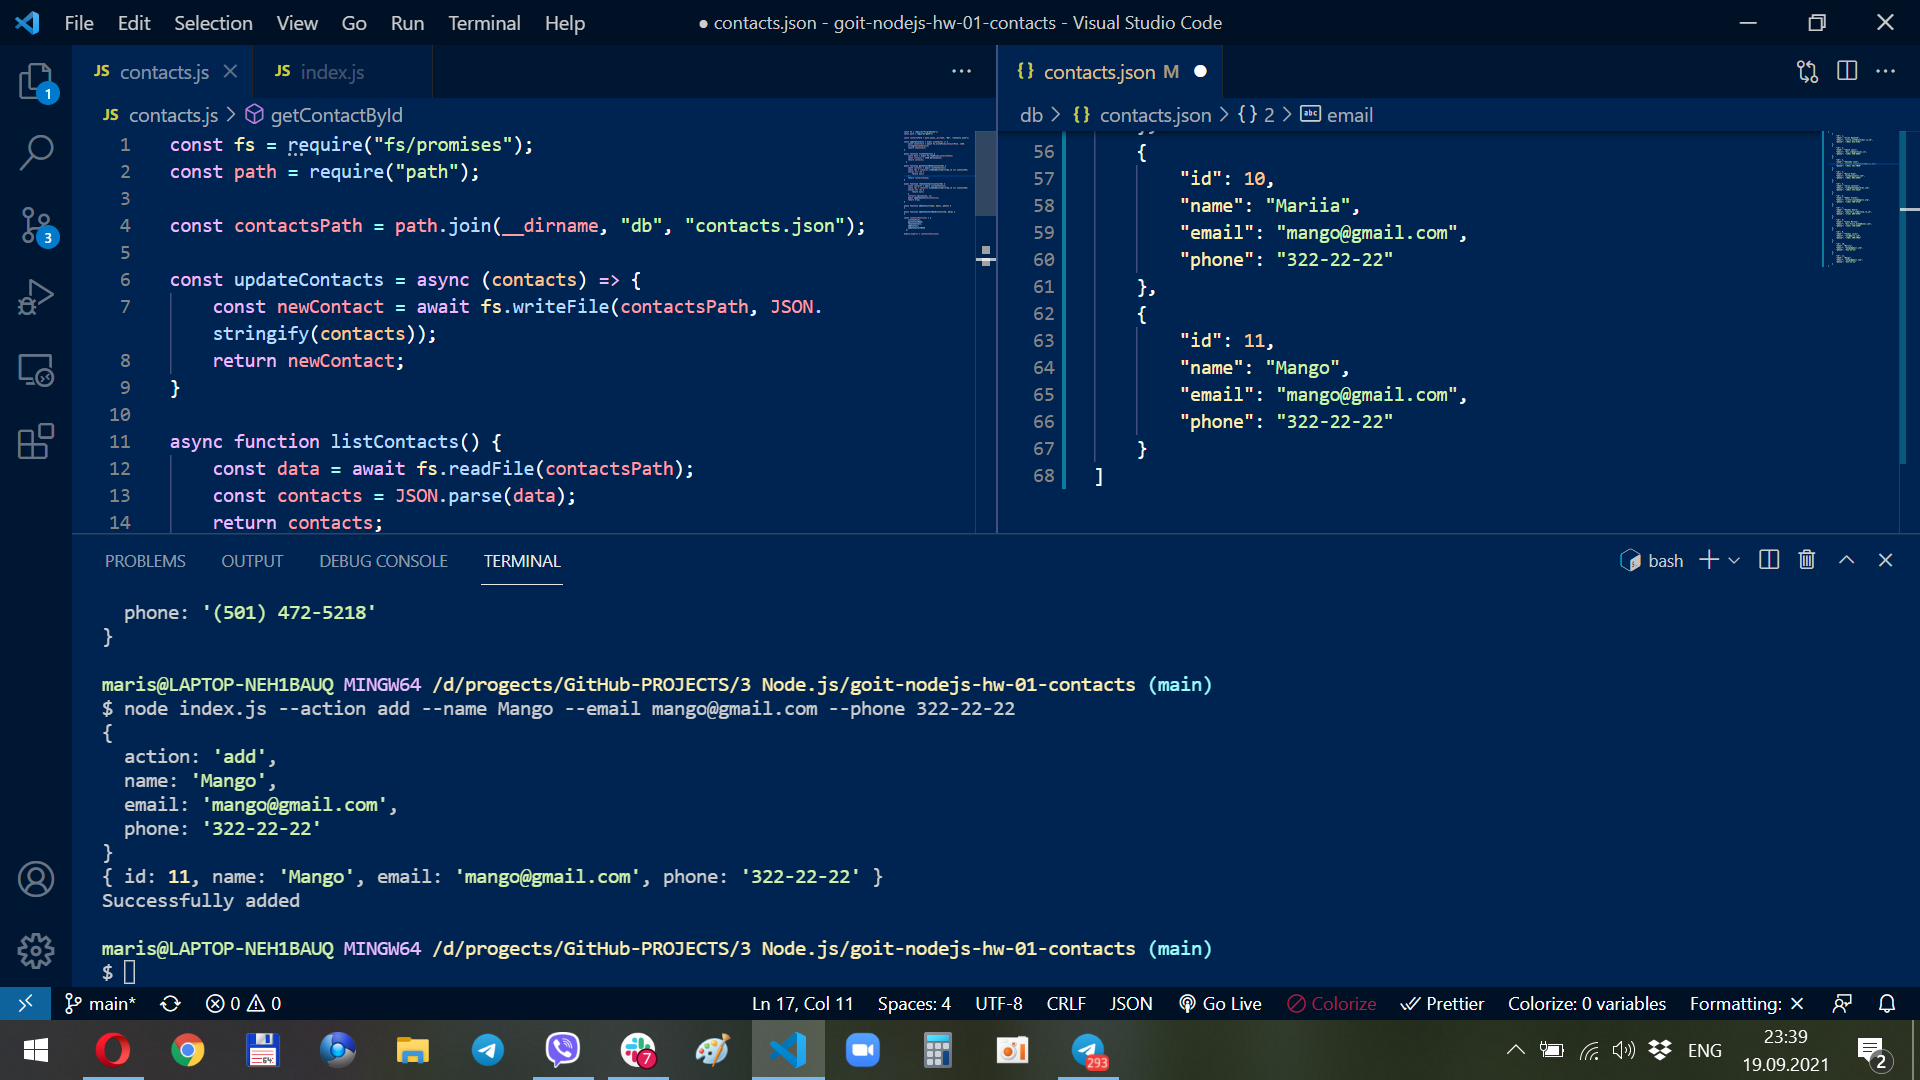 File Edit Selection View Go Run Terminal Help
● contacts.json - goit-nodejs-hw-01-contacts - Visual Studio Code
JS contacts.js
JS index.js
{} contacts.json M
JS contacts.js > getContactById
db > {} contacts.json > {} 2 > abc email
1 const fs = require("fs/promises");
2 const path = require("path");
3
4 const contactsPath = path.join(__dirname, "db", "contacts.json");
5
6 const updateContacts = async (contacts) => {
7 const newContact = await fs.writeFile(contactsPath, JSON.
stringify(contacts));
8 return newContact;
9 }
10
11 async function listContacts() {
12 const data = await fs.readFile(contactsPath);
13 const contacts = JSON.parse(data);
14 return contacts;
56 {
57 "id": 10,
58 "name": "Mariia",
59 "email": "mango@gmail.com",
60 "phone": "322-22-22"
61 },
62 {
63 "id": 11,
64 "name": "Mango",
65 "email": "mango@gmail.com",
66 "phone": "322-22-22"
67 }
68 ]
1
3
PROBLEMS OUTPUT DEBUG CONSOLE TERMINAL
bash
phone: '(501) 472-5218'
}
maris@LAPTOP-NEH1BAUQ MINGW64 /d/progects/GitHub-PROJECTS/3 Node.js/goit-nodejs-hw-01-contacts (main)
$ node index.js --action add --name Mango --email mango@gmail.com --phone 322-22-22
{
action: 'add',
name: 'Mango',
email: 'mango@gmail.com',
phone: '322-22-22'
}
{ id: 11, name: 'Mango', email: 'mango@gmail.com', phone: '322-22-22' }
Successfully added
maris@LAPTOP-NEH1BAUQ MINGW64 /d/progects/GitHub-PROJECTS/3 Node.js/goit-nodejs-hw-01-contacts (main)
$
main* 0 0 Ln 17, Col 11 Spaces: 4 UTF-8 CRLF JSON Go Live Colorize Prettier Colorize: 0 variables Formatting: ×
64
7
293
ENG
23:39
19.09.2021
2